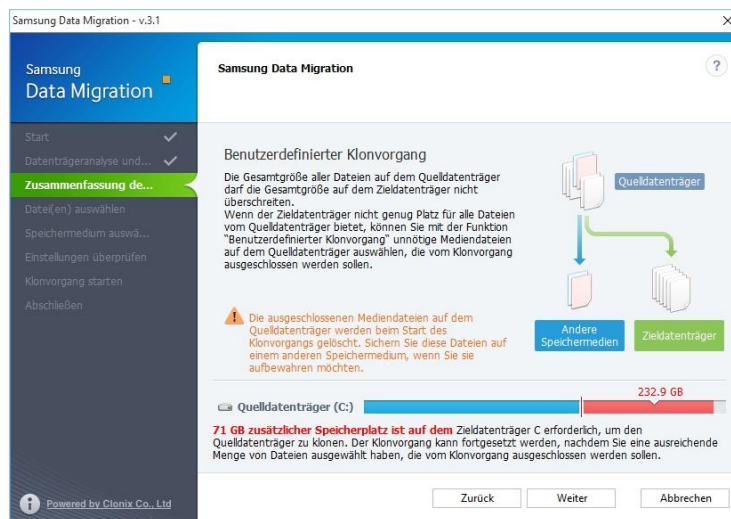 Samsung Data Migration - v.3.1
Samsung
Data Migration
Samsung Data Migration
?
Start
Datenträgeranalyse und...
Zusammenfassung de...
Datei(en) auswählen
Speichermedium auswä...
Einstellungen überprüfen
Klonvorgang starten
Abschließen
Benutzerdefinierter Klonvorgang
Die Gesamtgröße aller Dateien auf dem Quelldatenträger
darf die Gesamtgröße auf dem Zieldatenträger nicht
überschreiten.
Wenn der Zieldatenträger nicht genug Platz für alle Dateien
vom Quelldatenträger bietet, können Sie mit der Funktion
"Benutzerdefinierter Klonvorgang" unnötige Mediendateien
auf dem Quelldatenträger auswählen, die vom Klonvorgang
ausgeschlossen werden sollen.
Die ausgeschlossenen Mediendateien auf dem
Quelldatenträger werden beim Start des
Klonvorgangs gelöscht. Sichern Sie diese Dateien auf
einem anderen Speichermedium, wenn Sie sie
aufbewahren möchten.
Quelldatenträger
Andere
Speichermedien
Zieldatenträger
232.9 GB
Quelldatenträger (C:)
71 GB zusätzlicher Speicherplatz ist auf dem Zieldatenträger C erforderlich, um den
Quelldatenträger zu klonen. Der Klonvorgang kann fortgesetzt werden, nachdem Sie eine ausreichende
Menge von Dateien ausgewählt haben, die vom Klonvorgang ausgeschlossen werden sollen.
Powered by Clonix Co., Ltd
Zurück
Weiter
Abbrechen